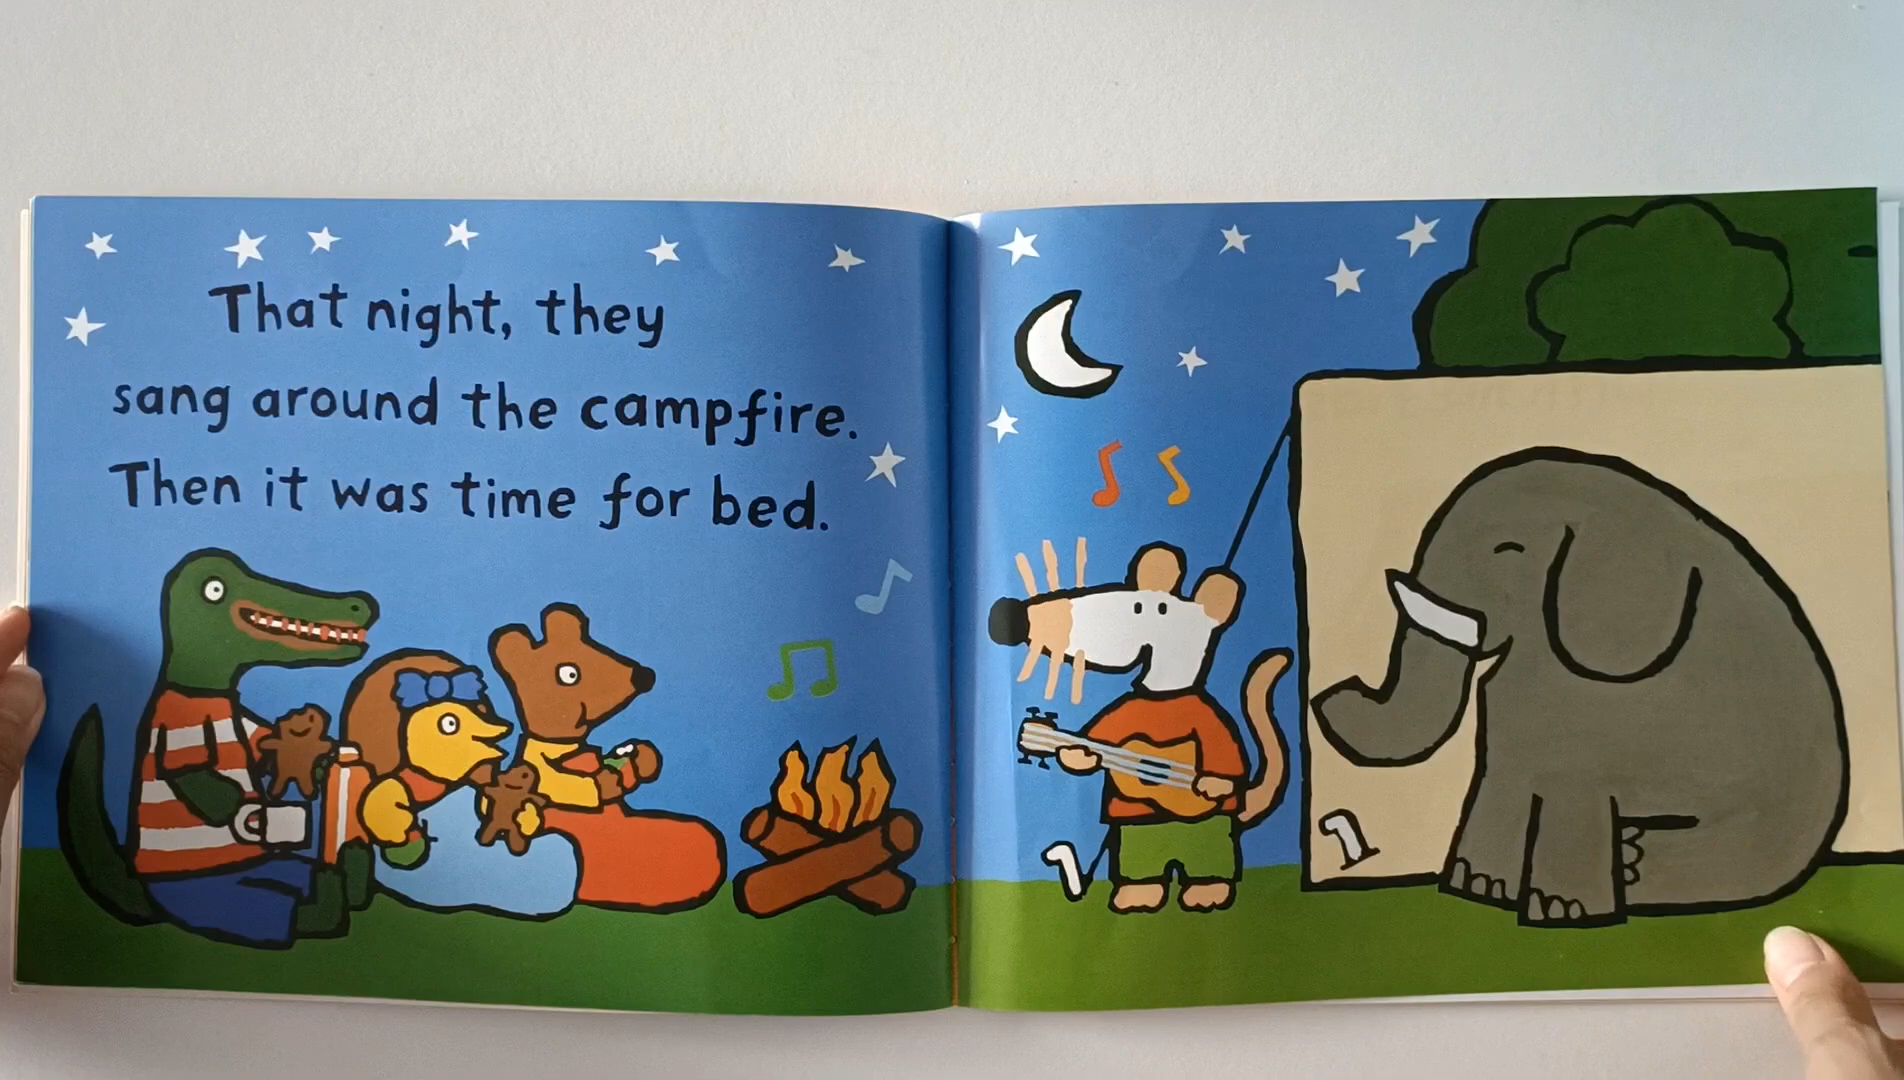 That night, they
sang around the campfire.
Then it was time for bed.